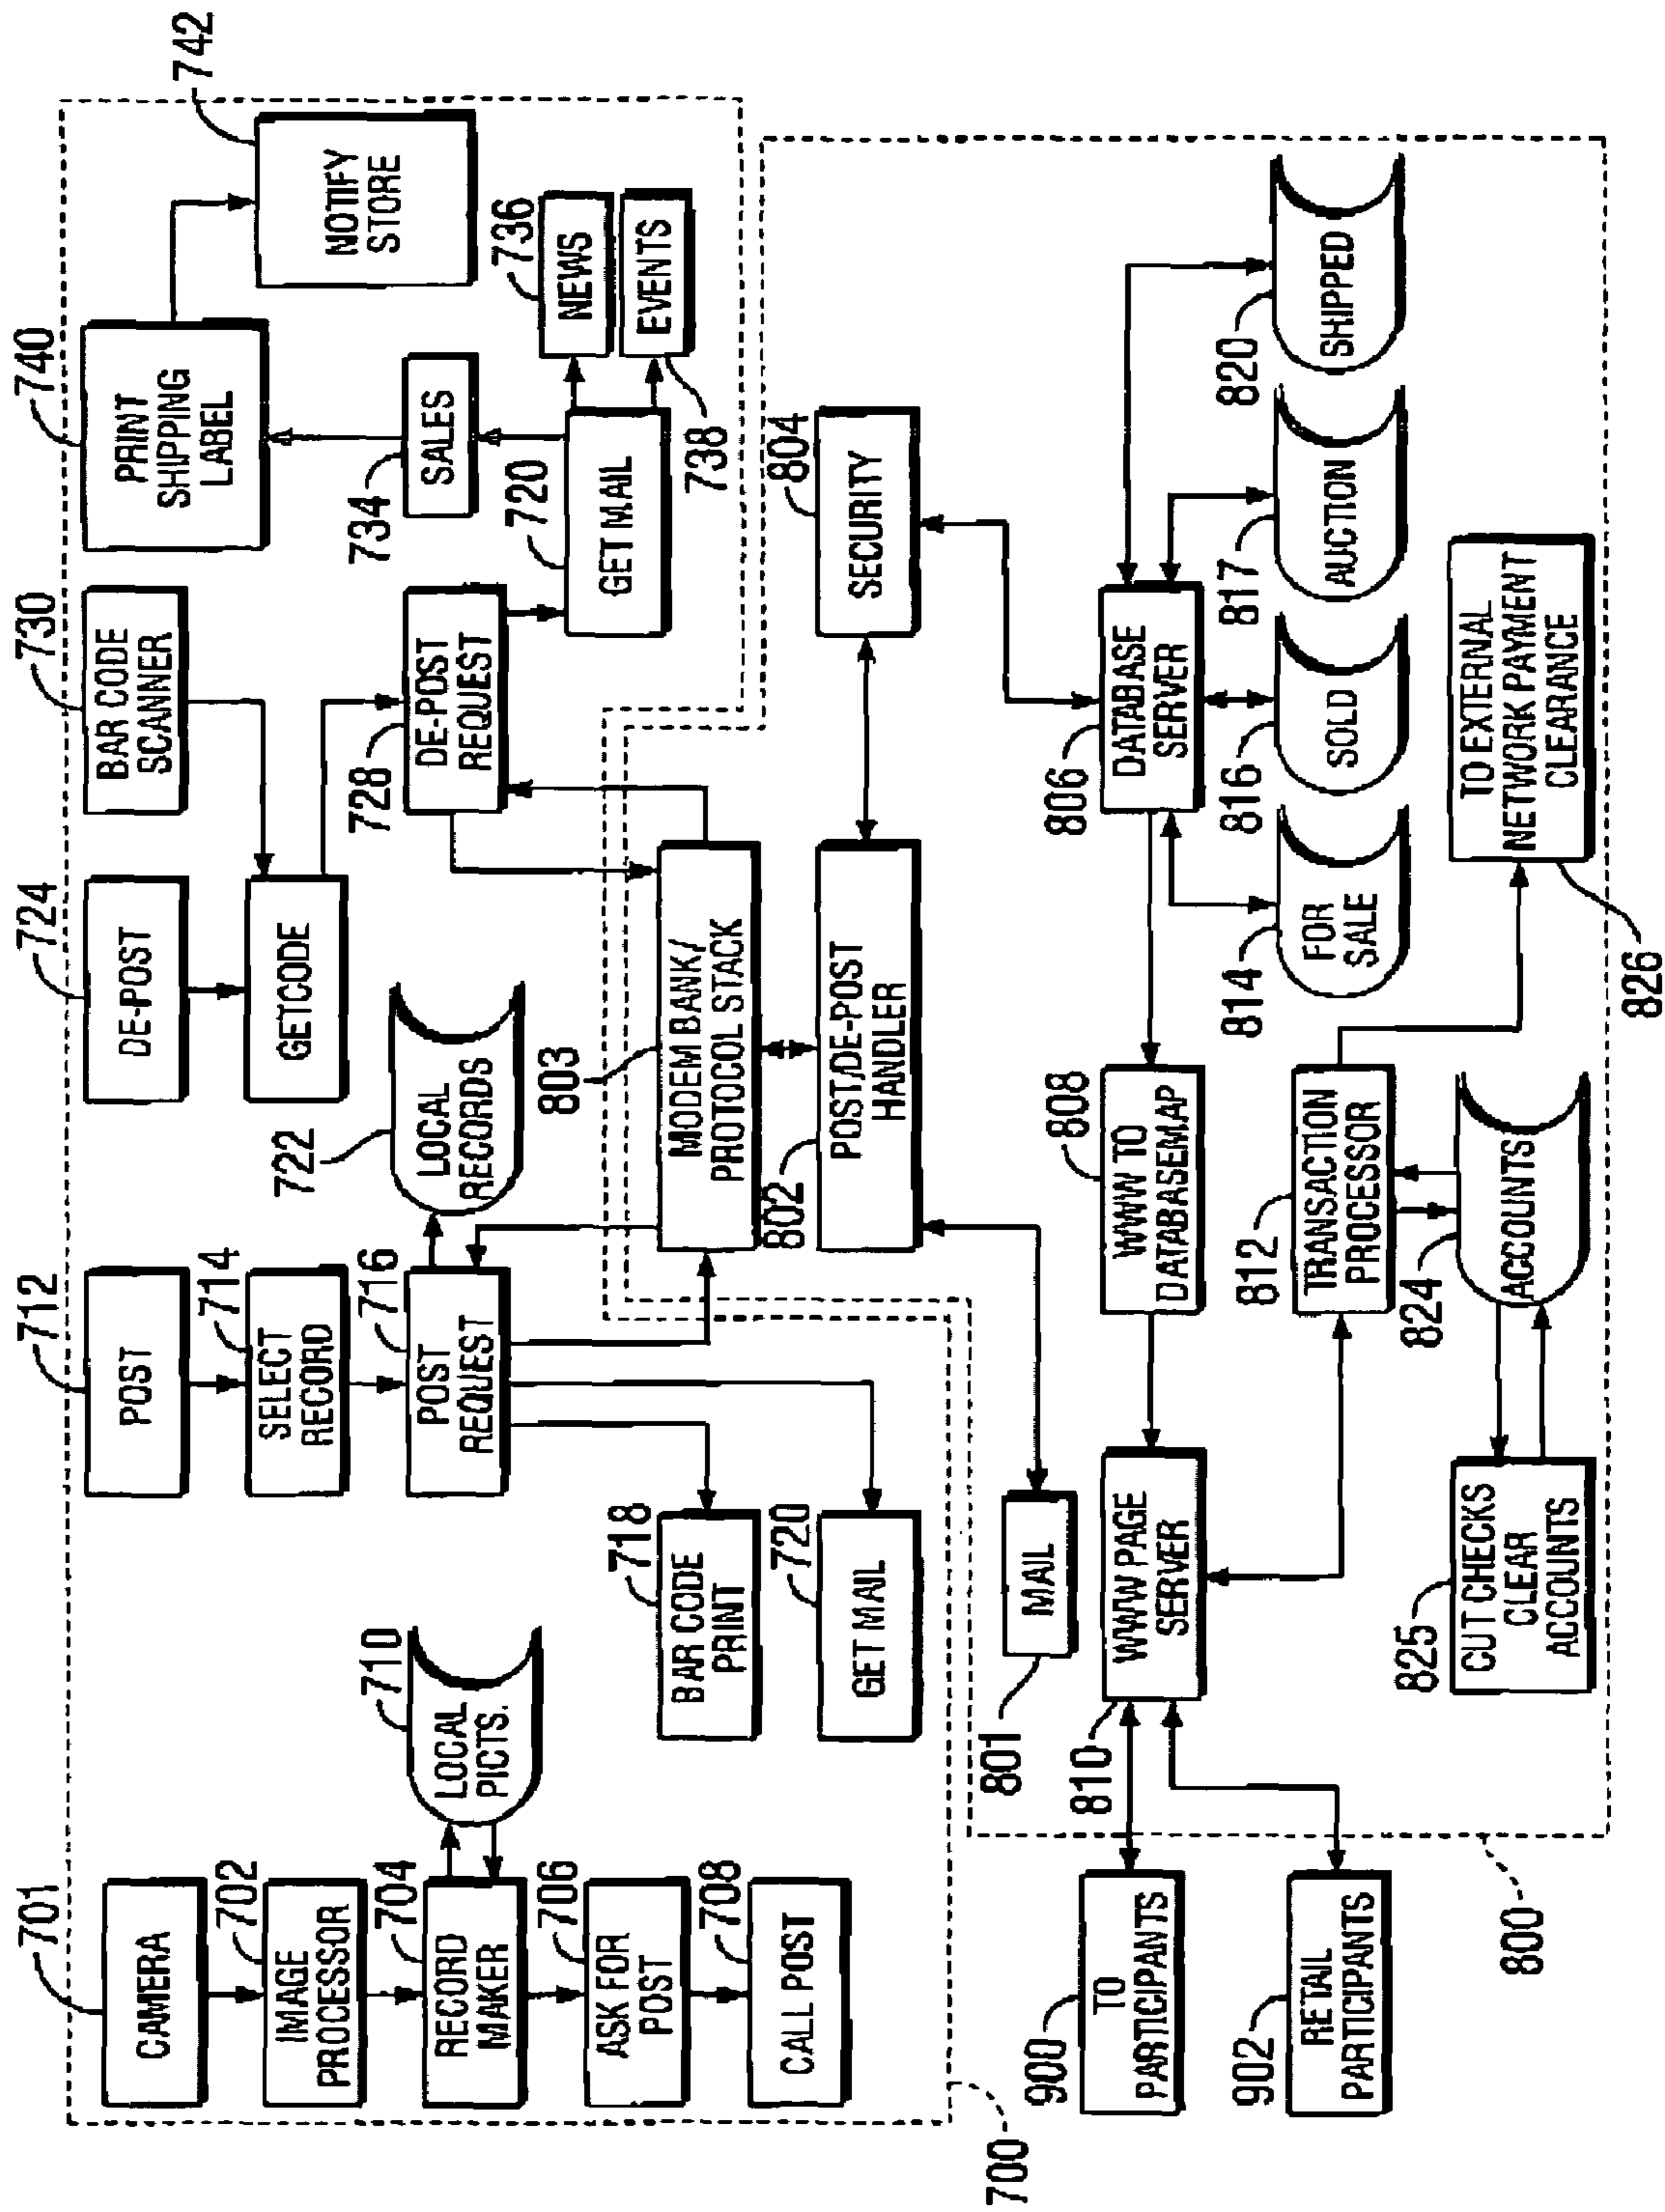 701
CAMERA
702
IMAGE
PROCESSOR
704
RECORD
MAKER
706
ASK FOR
POST
708
CALL POST
710
LOCAL
PICTS.
712
POST
714
SELECT
RECORD
716
POST
REQUEST
718
BAR CODE
PRINT
720
GET MAIL
722
LOCAL
RECORDS
724
DE-POST
GETCODE
730
BAR CODE
SCANNER
728
DE-POST
REQUEST
740
PRINT
SHIPPING
LABEL
742
NOTIFY
STORE
734
SALES
720
GET MAIL
736
NEWS
EVENTS
738
700
803
MODEM BANK/
PROTOCOL STACK
802
POST/DE-POST
HANDLER
804
SECURITY
801
MAIL
810
WWW PAGE
SERVER
808
WWW TO
DATABASEMAP
806
DATABASE
SERVER
814
FOR
SALE
816
SOLD
817
AUCTION
820
SHIPPED
812
TRANSACTION
PROCESSOR
824
ACCOUNTS
825
CUT CHECKS
CLEAR
ACCOUNTS
TO EXTERNAL
NETWORK PAYMENT
CLEARANCE
826
900
TO
PARTICIPANTS
902
RETAIL
PARTICIPANTS
800